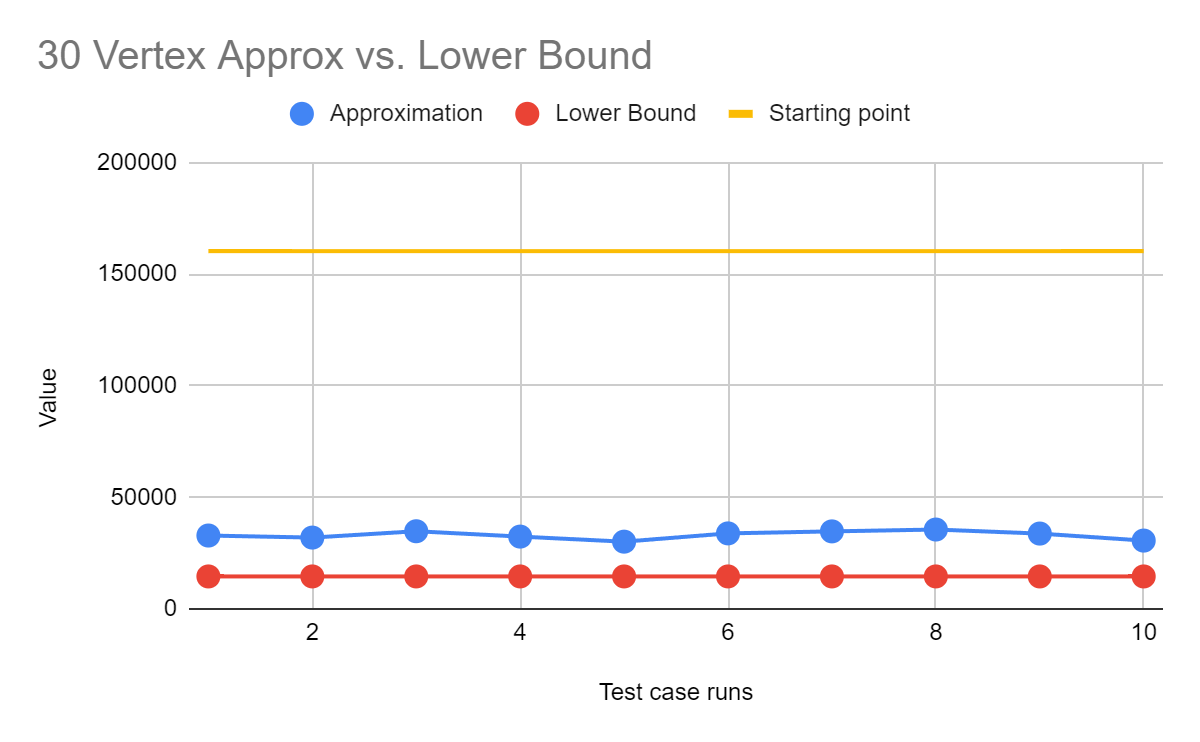 30 Vertex Approx vs. Lower Bound
Approximation Lower Bound Starting point
200000
150000
100000
50000
0
Value
2 4 6 8 10
Test case runs